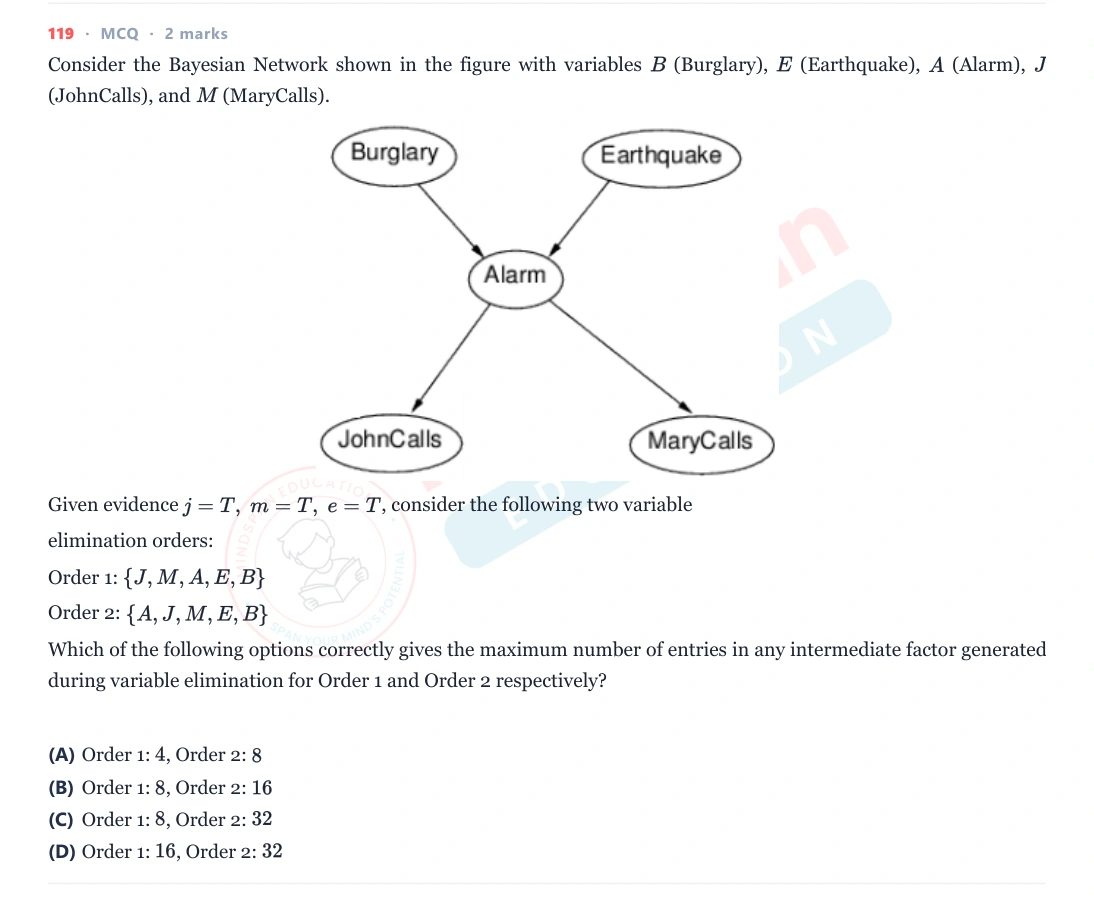 119 · MCQ · 2 marks
Consider the Bayesian Network shown in the figure with variables B (Burglary), E (Earthquake), A (Alarm), J
(JohnCalls), and M (MaryCalls).
Burglary
Earthquake
Alarm
JohnCalls
MaryCalls
Given evidence j = T, m = T, e = T, consider the following two variable
elimination orders:
Order 1: {J, M, A, E, B}
Order 2: {A, J, M, E, B}
Which of the following options correctly gives the maximum number of entries in any intermediate factor generated
during variable elimination for Order 1 and Order 2 respectively?
(A) Order 1: 4, Order 2: 8
(B) Order 1: 8, Order 2: 16
(C) Order 1: 8, Order 2: 32
(D) Order 1: 16, Order 2: 32